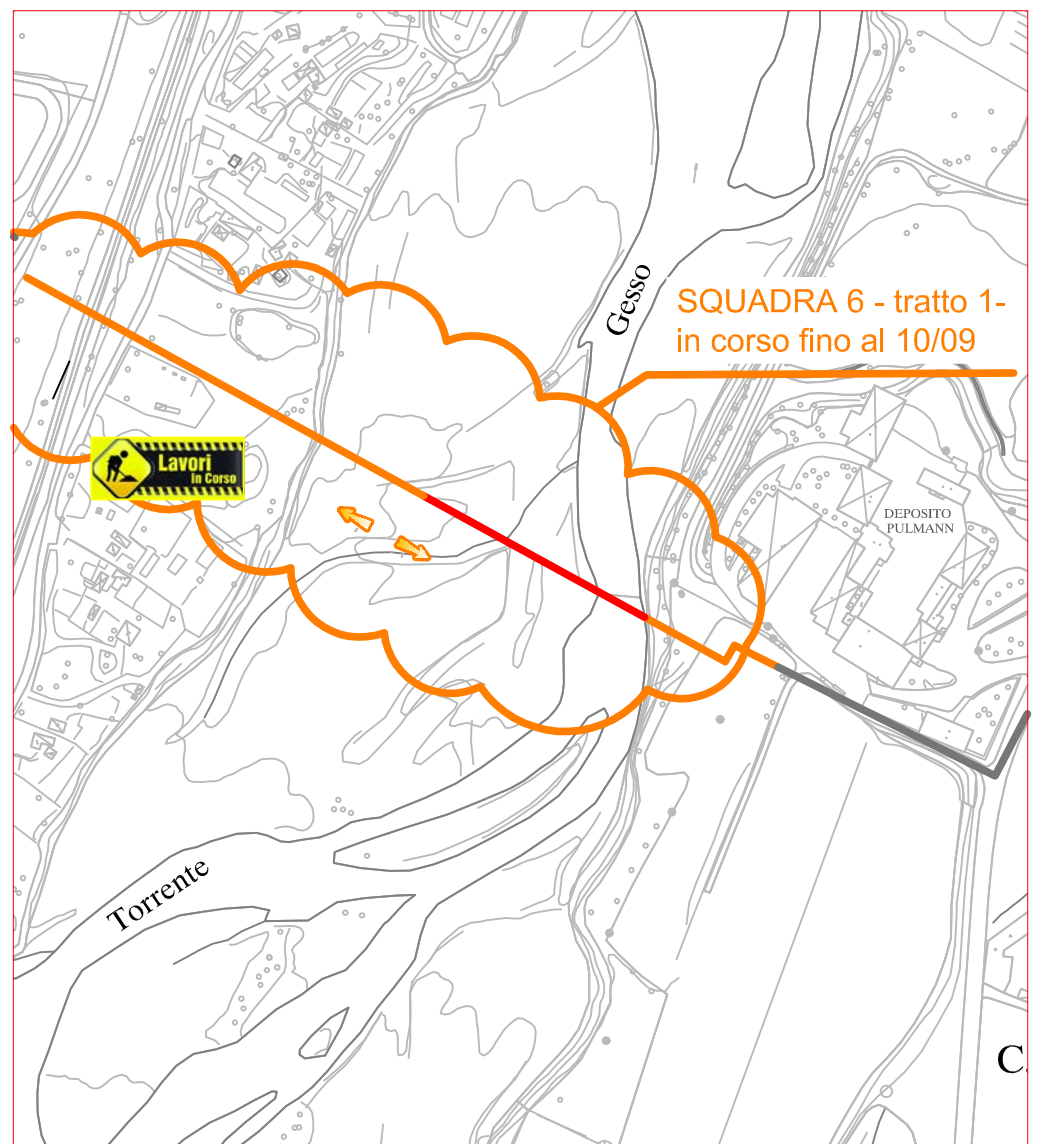 Gesso
SQUADRA 6 - tratto 1-
in corso fino al 10/09
Lavori
in Corso
DEPOSITO
PULMANN
Torrente
C.